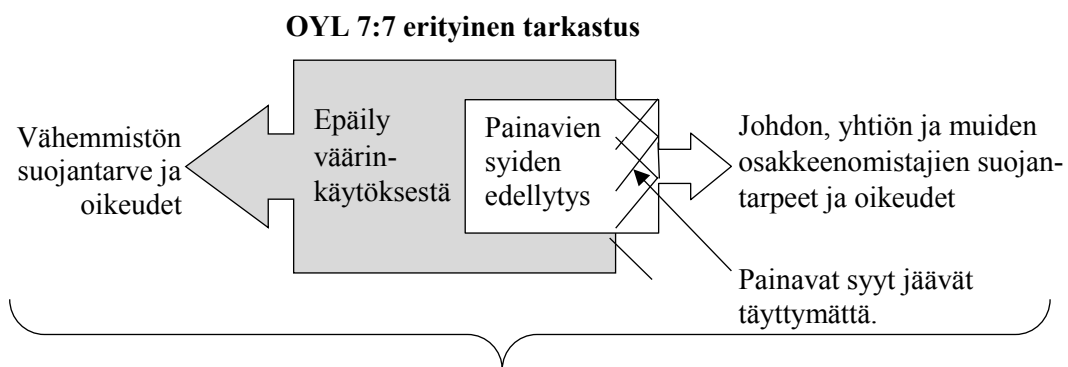 OYL 7:7 erityinen tarkastus
Vähemmistön
suojantarve ja
oikeudet
Epäily
väärin-
käytöksestä
Painavien
syiden
edellytys
Johdon, yhtiön ja muiden
osakkeenomistajien suojan-
tarpeet ja oikeudet
Painavat syyt jäävät
täyttymättä.